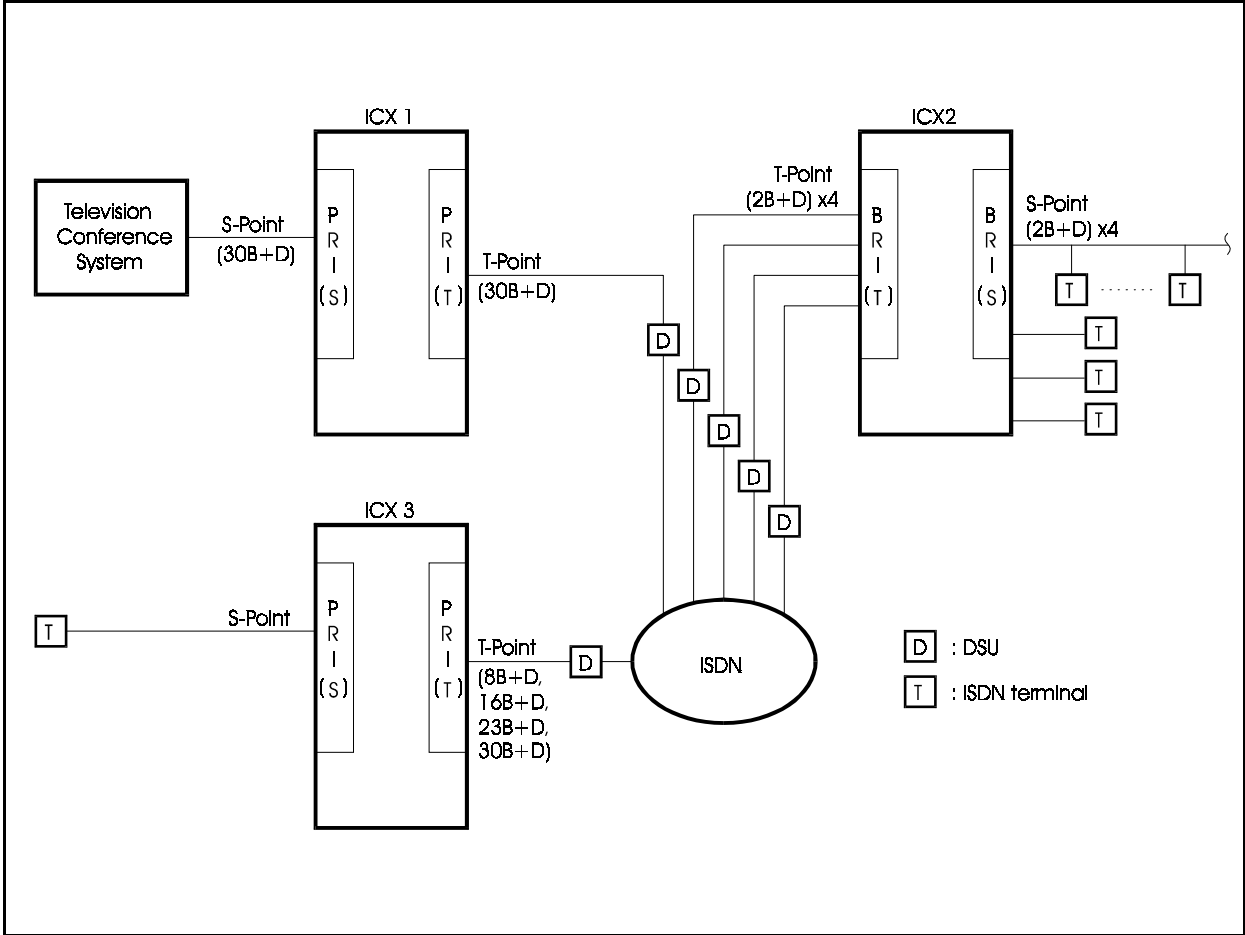 ICX 1
Television
Conference
System
S-Point
(30B+D)
P
R
I
(S)
P
R
I
(T)
T-Point
(30B+D)
ICX2
T-Point
(2B+D) x4
B
R
I
(T)
B
R
I
(S)
S-Point
(2B+D) x4
T ....... T
T
T
T
D
D
D
D
D
ICX 3
T
S-Point
P
R
I
(S)
P
R
I
(T)
T-Point
(8B+D,
16B+D,
23B+D,
30B+D)
D
ISDN
D : DSU
T : ISDN terminal